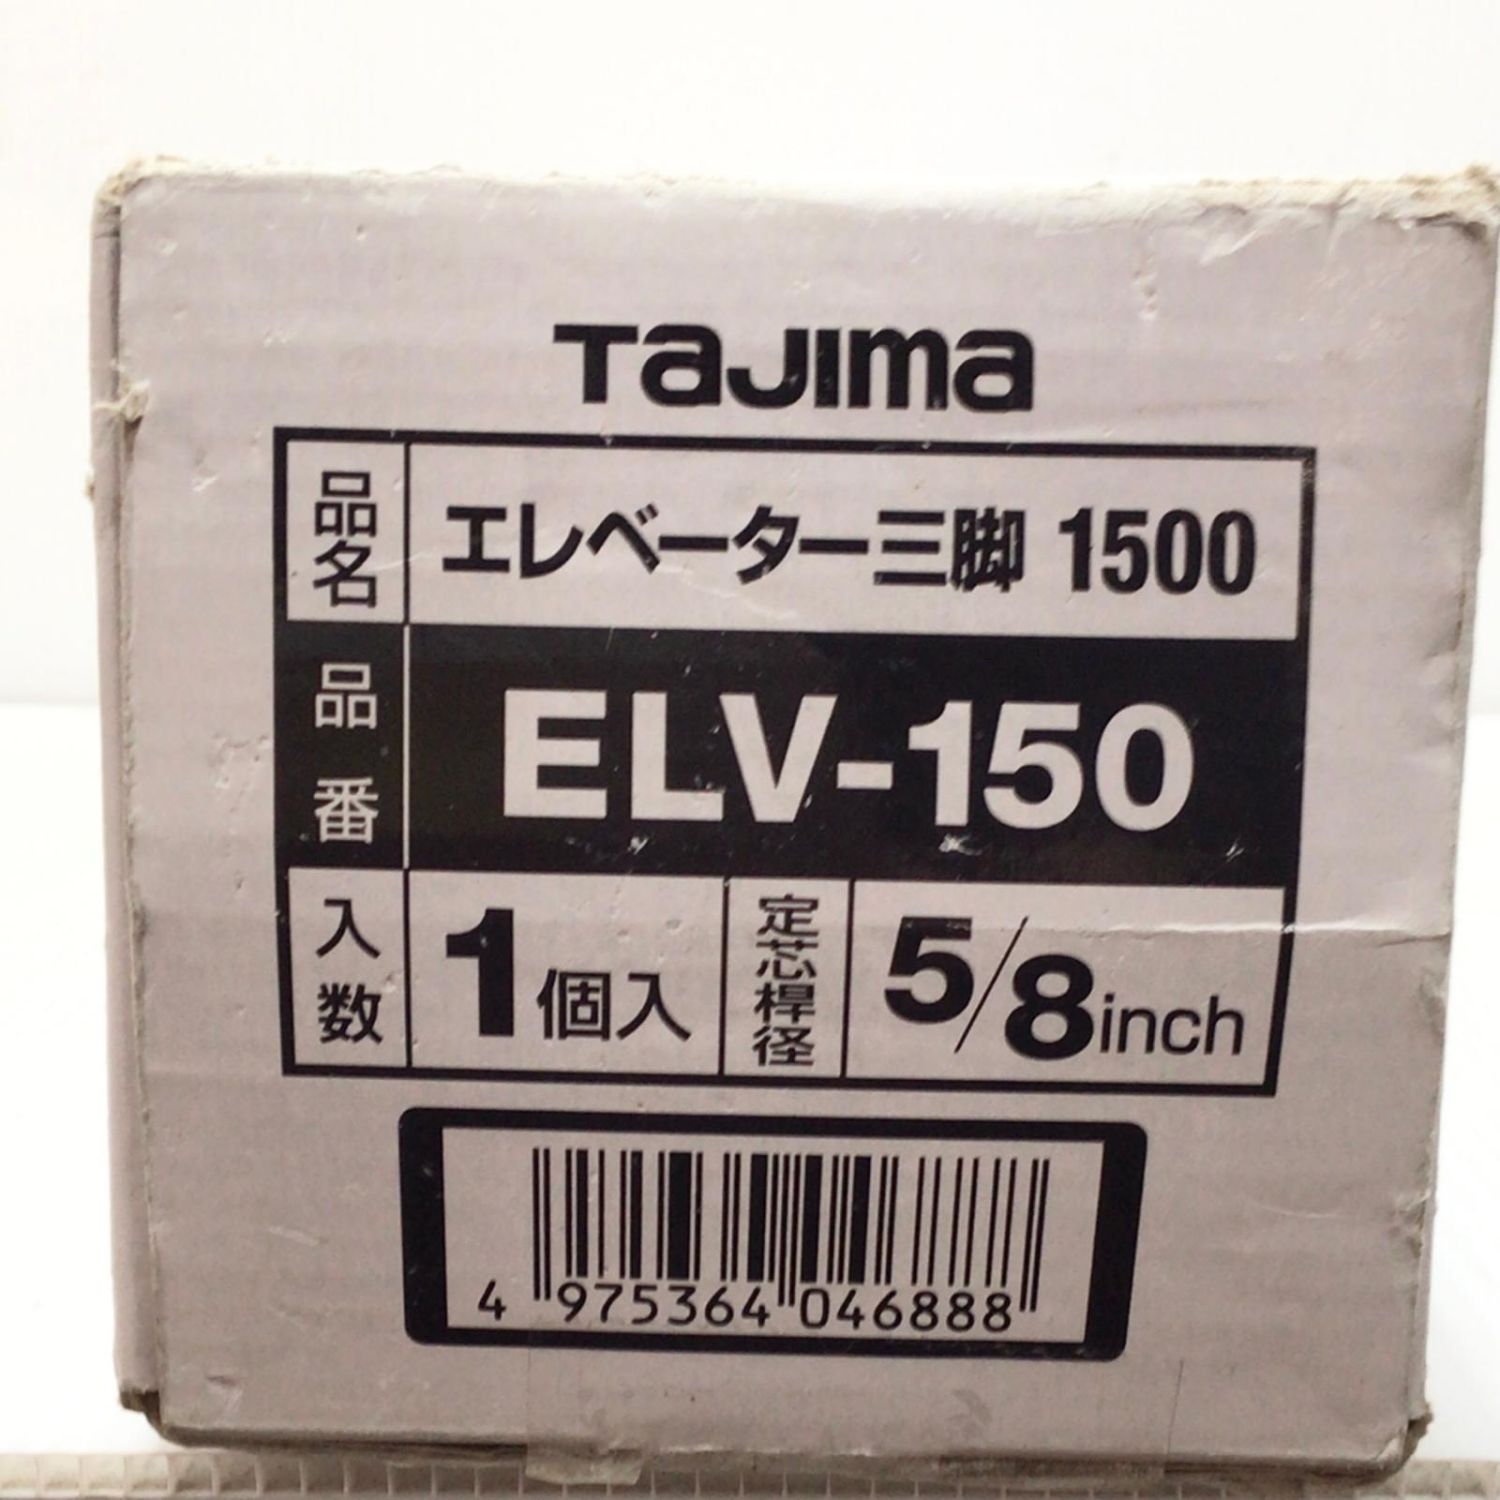 Tajima
品名 エレベーター三脚 1500
品番 ELV-150
入数 1個入 定芯桿径 5/8inch
4 975364 046888